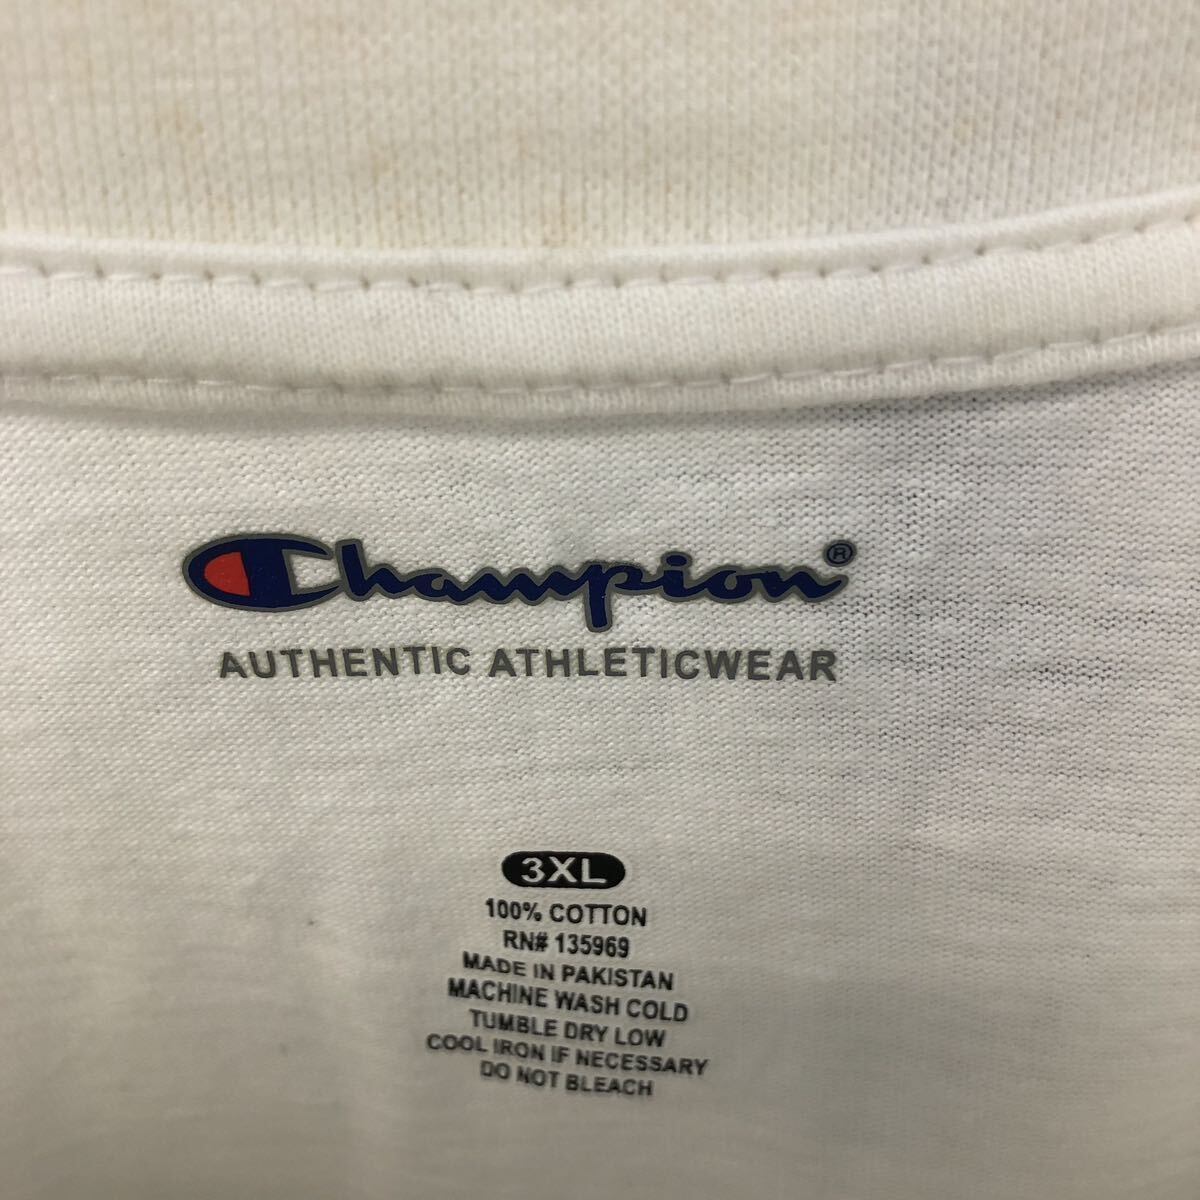 Champion®
AUTHENTIC ATHLETICWEAR
3XL
100% COTTON
RN# 135969
MADE IN PAKISTAN
MACHINE WASH COLD
TUMBLE DRY LOW
COOL IRON IF NECESSARY
DO NOT BLEACH